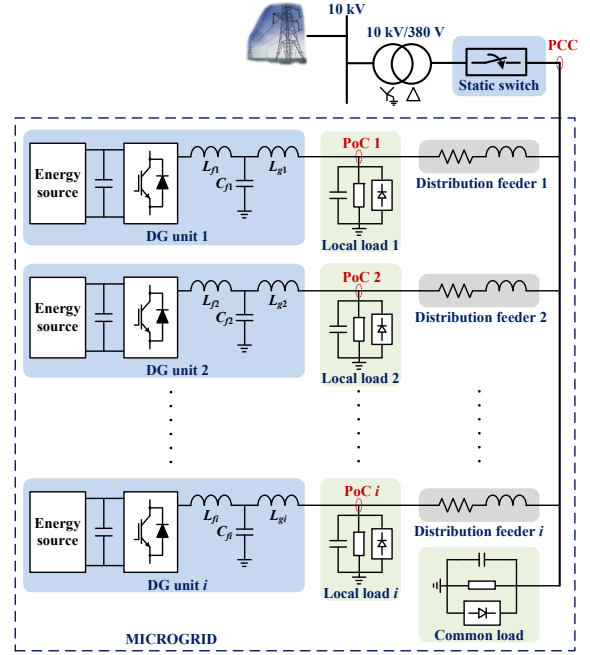 10 kV
10 kV/380 V
PCC
Static switch
PoC 1
Energy
source
Lf1
Cf1
Lg1
Distribution feeder 1
DG unit 1
Local load 1
PoC 2
Energy
source
Lf2
Cf2
Lg2
Distribution feeder 2
DG unit 2
Local load 2
PoC i
Energy
source
Lfi
Cfi
Lgi
Distribution feeder i
DG unit i
Local load i
Common load
MICROGRID